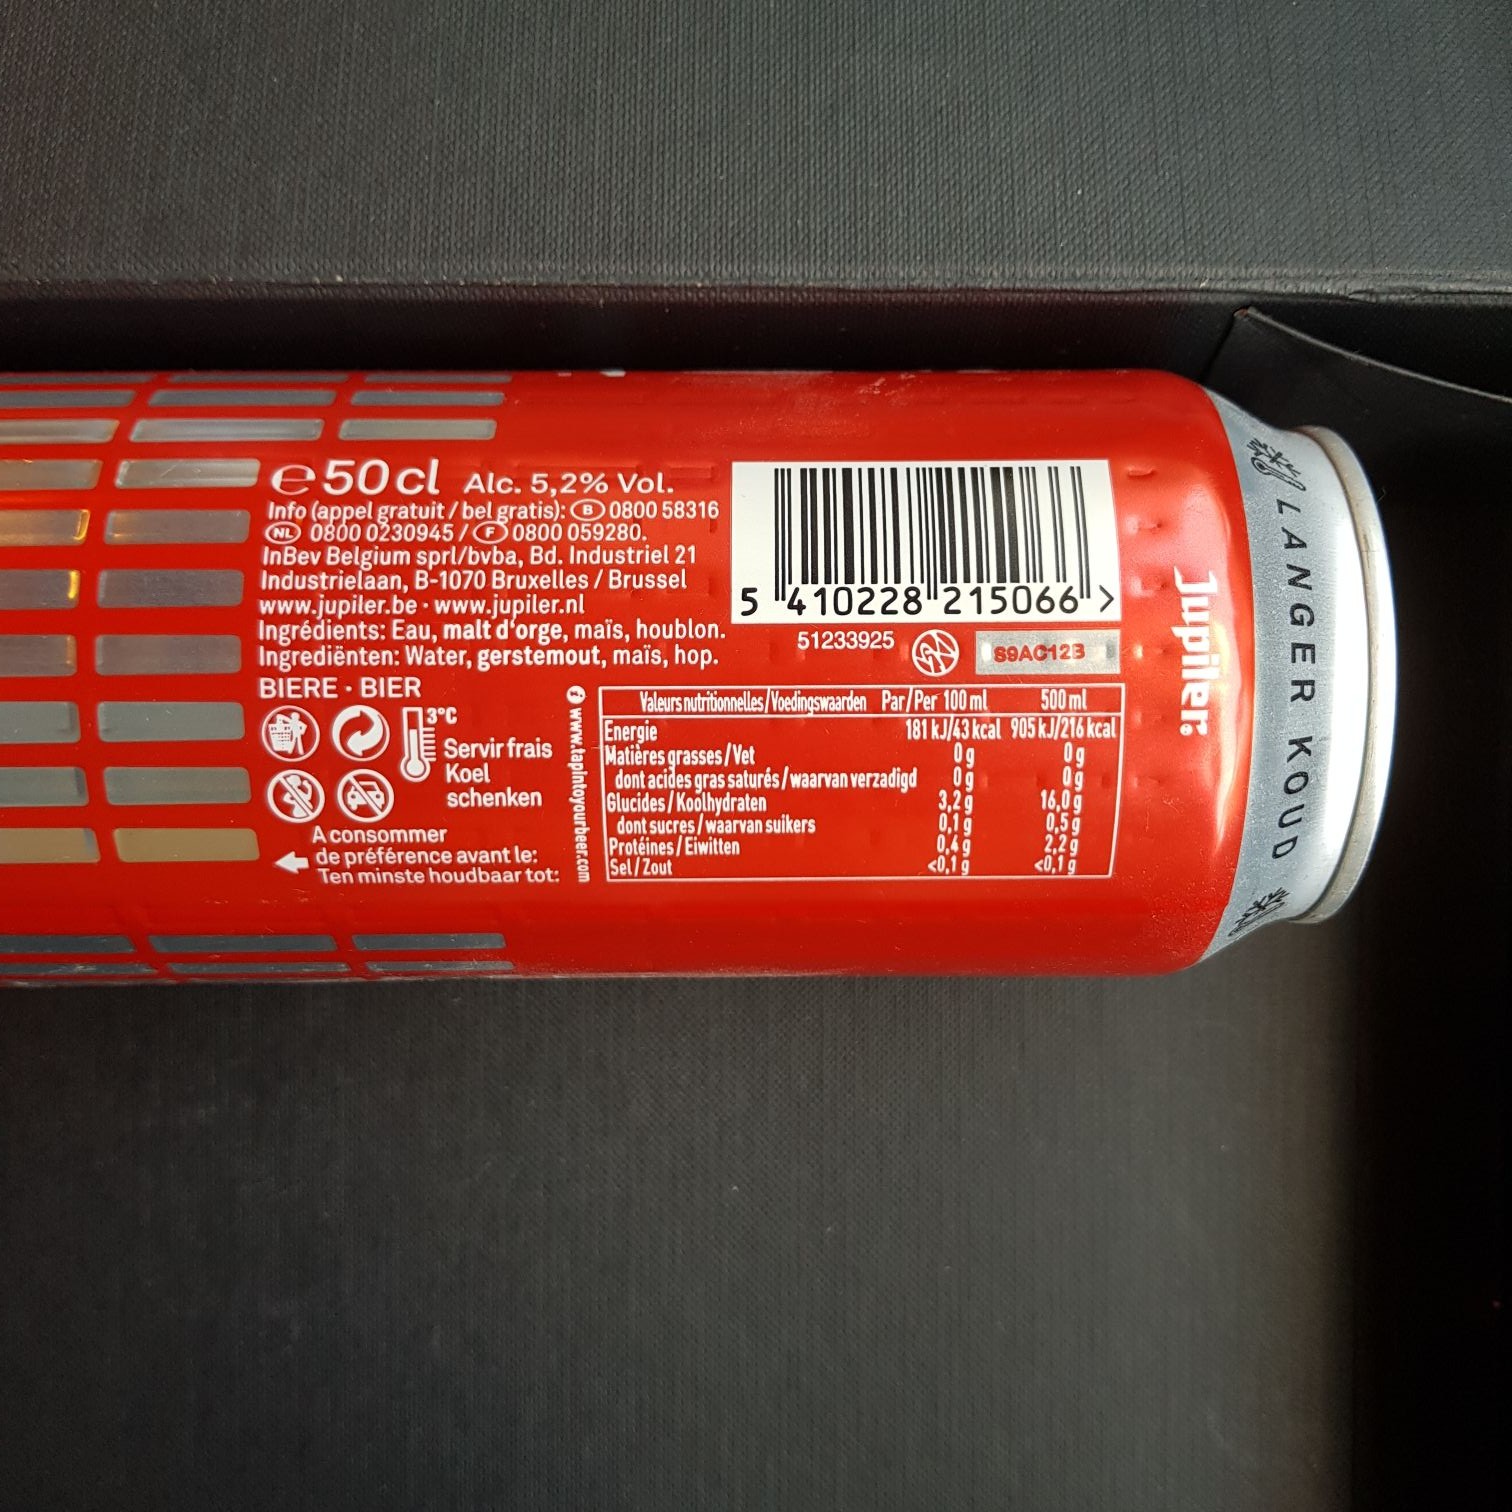 e 50 cl Alc. 5,2% Vol.
Info (appel gratuit / bel gratis): B 0800 58316
NL 0800 0230945 / F 0800 059280.
InBev Belgium sprl/bvba, Bd. Industriel 21
Industrielaan, B-1070 Bruxelles / Brussel
www.jupiler.be · www.jupiler.nl
Ingrédients: Eau, malt d'orge, maïs, houblon.
Ingrediënten: Water, gerstemout, maïs, hop.
BIERE · BIER
3°C
Servir frais
Koel
schenken
A consommer
de préférence avant le:
Ten minste houdbaar tot:
www.tapintoyourbeer.com
5 410228 215066 >
51233925
S9AC12B
Valeurs nutritionnelles/Voedingswaarden Par/Per 100 ml 500 ml
Energie 181 kJ/43 kcal 905 kJ/216 kcal
Matières grasses/Vet 0 g 0 g
dont acides gras saturés/waarvan verzadigd 0 g 0 g
Glucides/Koolhydraten 3,2 g 16,0 g
dont sucres/waarvan suikers 0,1 g 0,5 g
Protéines/Eiwitten 0,4 g 2,2 g
Sel/Zout <0,1 g <0,1 g
Jupiler
LANGER KOUD